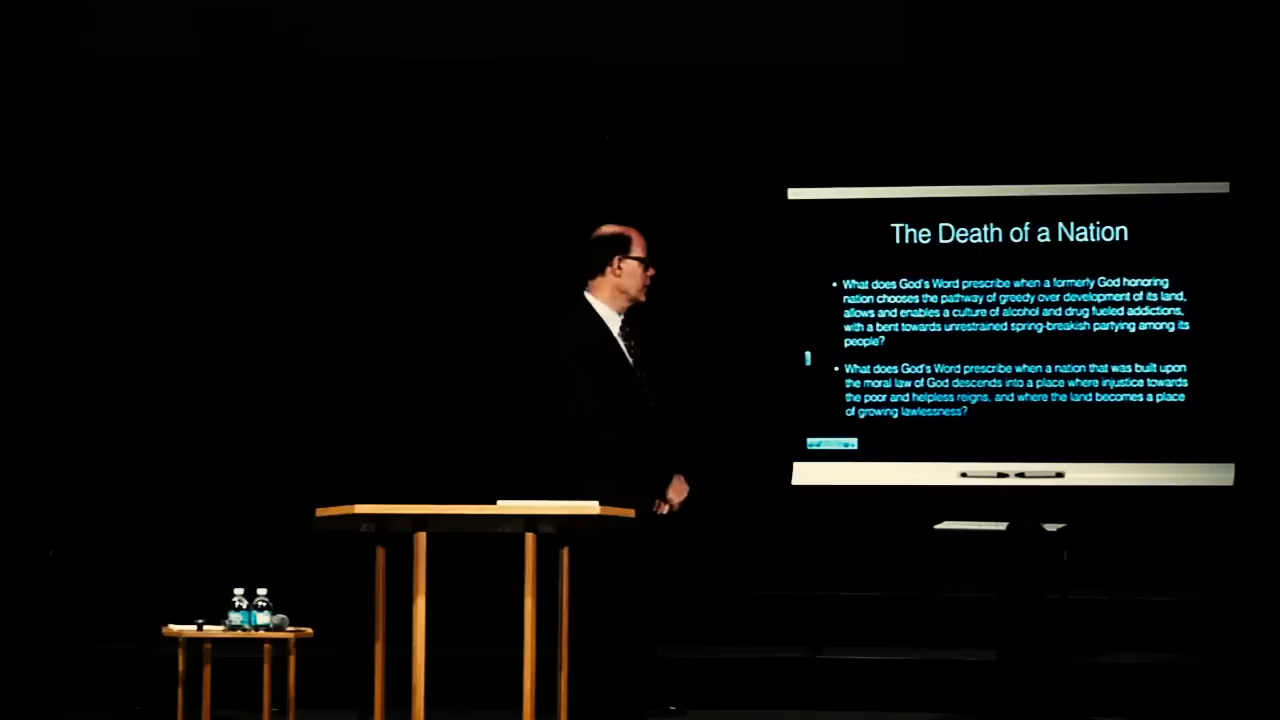 The Death of a Nation
• What does God's Word prescribe when a formerly God honoring
nation chooses the pathway of greedy over development of its land,
allows and enables a culture of alcohol and drug fueled addictions,
with a bent towards unrestrained spring-breakish partying among its
people?
• What does God's Word prescribe when a nation that was built upon
the moral law of God descends into a place where injustice towards
the poor and helpless reigns, and where the land becomes a place
of growing lawlessness?